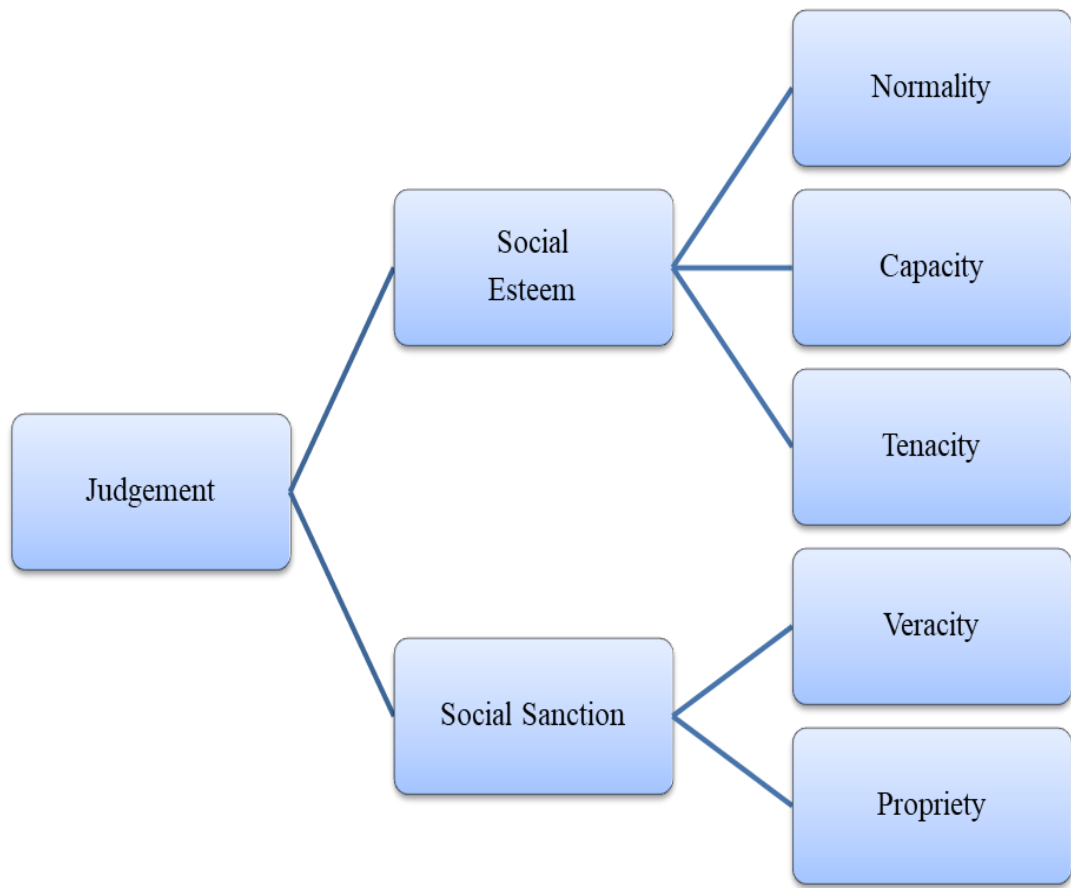 Judgement
Social
Esteem
Normality
Capacity
Tenacity
Social Sanction
Veracity
Propriety